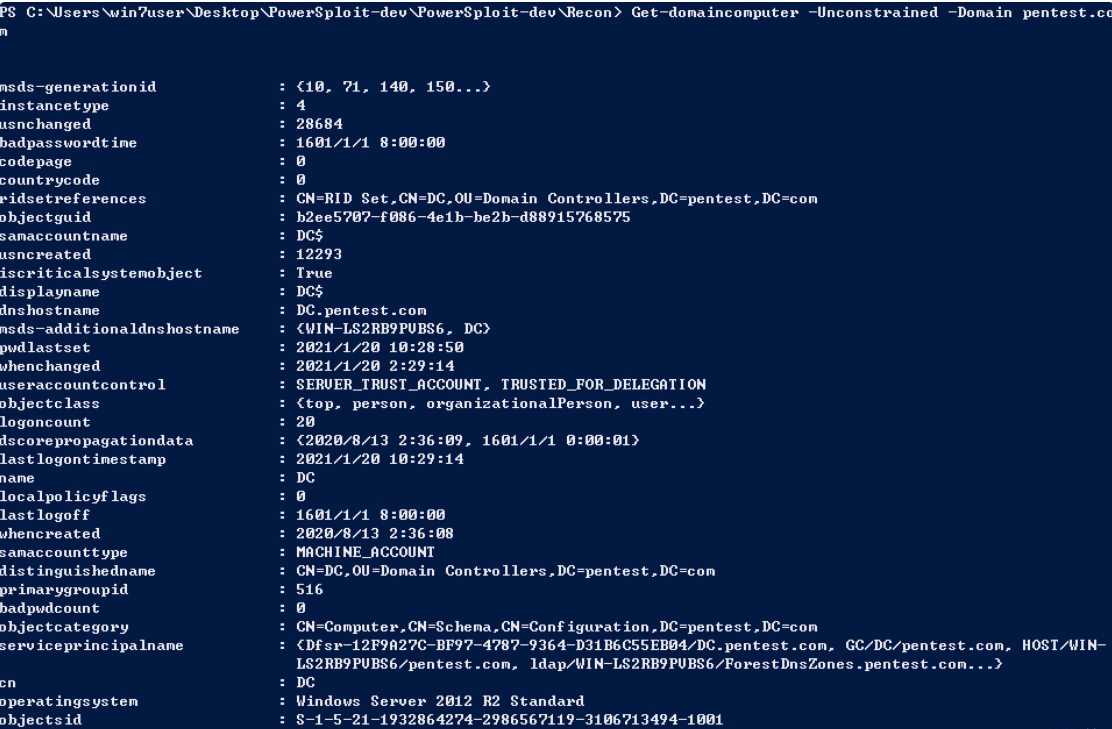 PS C:\Users\win7user\Desktop\PowerSploit-dev\PowerSploit-dev\Recon> Get-domaincomputer -Unconstrained -Domain pentest.co
m
msds-generationid : {10, 71, 140, 150...}
instancetype : 4
usnchanged : 28684
badpasswordtime : 1601/1/1 8:00:00
codepage : 0
countrycode : 0
ridsetreferences : CN=RID Set,CN=DC,OU=Domain Controllers,DC=pentest,DC=com
objectguid : b2ee5707-f086-4e1b-be2b-d88915768575
samaccountname : DC$
usncreated : 12293
iscriticalsystemobject : True
displayname : DC$
dnshostname : DC.pentest.com
msds-additionaldnshostname : {WIN-LS2RB9PVBS6, DC}
pwdlastset : 2021/1/20 10:28:50
whenchanged : 2021/1/20 2:29:14
useraccountcontrol : SERVER_TRUST_ACCOUNT, TRUSTED_FOR_DELEGATION
objectclass : {top, person, organizationalPerson, user...}
logoncount : 20
dscorepropagationdata : {2020/8/13 2:36:09, 1601/1/1 0:00:01}
lastlogontimestamp : 2021/1/20 10:29:14
name : DC
localpolicyflags : 0
lastlogoff : 1601/1/1 8:00:00
whencreated : 2020/8/13 2:36:08
samaccounttype : MACHINE_ACCOUNT
distinguishedname : CN=DC,OU=Domain Controllers,DC=pentest,DC=com
primarygroupid : 516
badpwdcount : 0
objectcategory : CN=Computer,CN=Schema,CN=Configuration,DC=pentest,DC=com
serviceprincipalname : {Dfsr-12F9A27C-BF97-4787-9364-D31B6C55EB04/DC.pentest.com, GC/DC/pentest.com, HOST/WIN-
LS2RB9PVBS6/pentest.com, ldap/WIN-LS2RB9PVBS6/ForestDnsZones.pentest.com...}
cn : DC
operatingsystem : Windows Server 2012 R2 Standard
objectsid : S-1-5-21-1932864274-2986567119-3106713494-1001